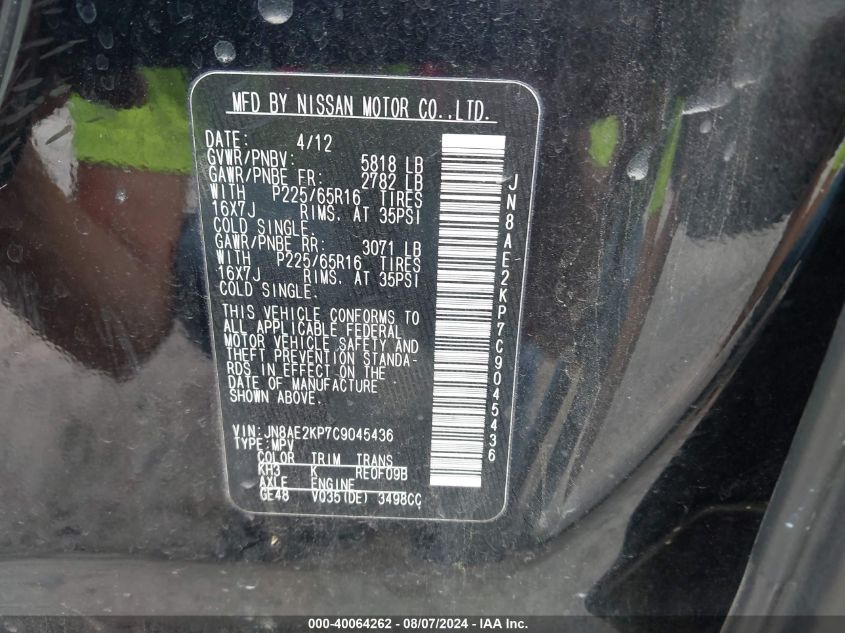 MFD BY NISSAN MOTOR CO.,LTD.
DATE: 4/12
GVWR/PNBV: 5818 LB
GAWR/PNBE FR: 2782 LB
WITH P225/65R16 TIRES
16X7J RIMS. AT 35PSI
COLD SINGLE.
GAWR/PNBE RR: 3071 LB
WITH P225/65R16 TIRES
16X7J RIMS. AT 35PSI
COLD SINGLE.
THIS VEHICLE CONFORMS TO
ALL APPLICABLE FEDERAL
MOTOR VEHICLE SAFETY AND
THEFT PREVENTION STANDA-
RDS IN EFFECT ON THE
DATE OF MANUFACTURE
SHOWN ABOVE.
VIN:JN8AE2KP7C9045436
TYPE:MPV
COLOR TRIM TRANS
KH3 K RE0F09B
AXLE ENGINE
GE48 VQ35(DE) 3498CC
JN8AE2KP7C9045436
000-40064262 - 08/07/2024 - IAA Inc.